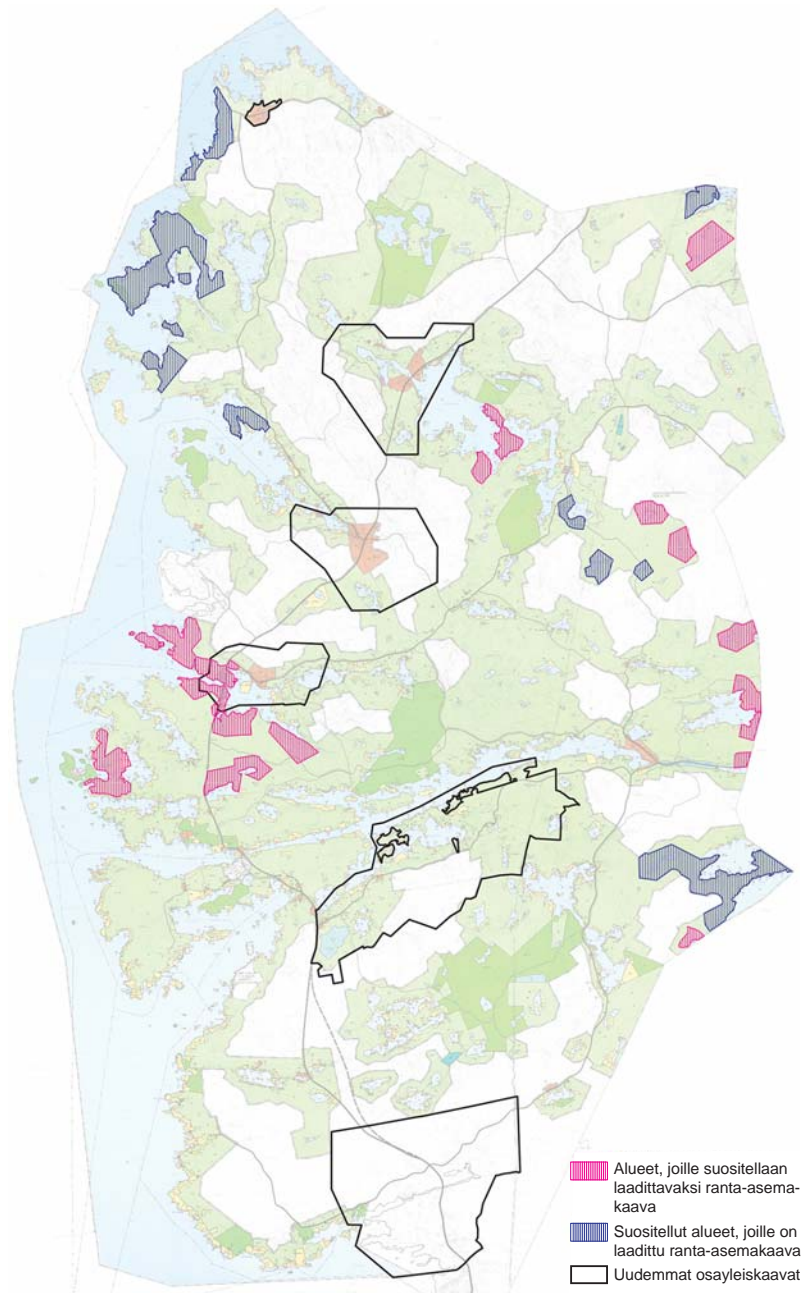 Alueet, joille suositellaan
laadittavaksi ranta-asema-
kaava
Suositellut alueet, joille on
laadittu ranta-asemakaava
Uudemmat osayleiskaavat